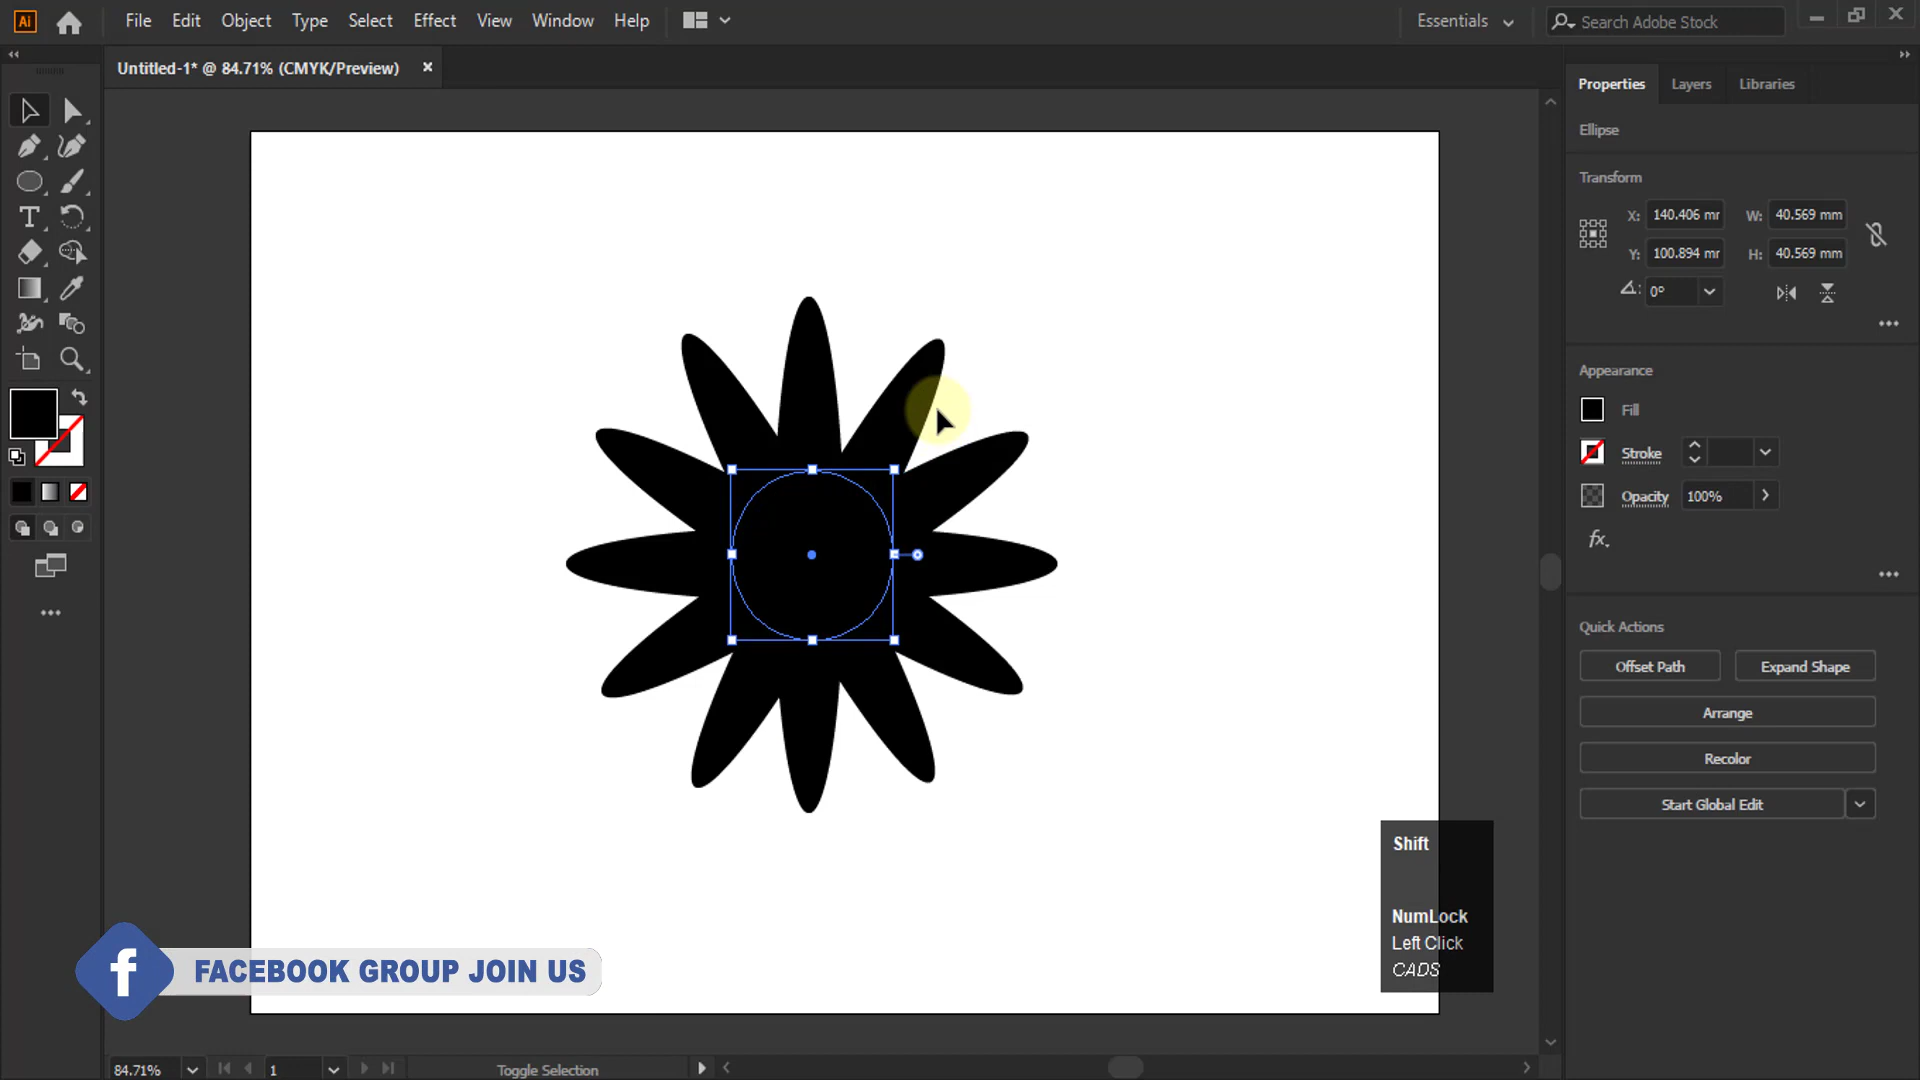 Ai File Edit Object Type Select Effect View Window Help Essentials Search Adobe Stock
Untitled-1* @ 84.71% (CMYK/Preview)
Properties Layers Libraries
Ellipse
Transform
X: 140.406 mr W: 40.569 mm
Y: 100.894 mr H: 40.569 mm
0°
Appearance
Fill
Stroke
Opacity 100%
fx.
Quick Actions
Offset Path Expand Shape
Arrange
Recolor
Start Global Edit
Shift
NumLock
Left Click
CADS
f FACEBOOK GROUP JOIN US
84.71% 1 Toggle Selection